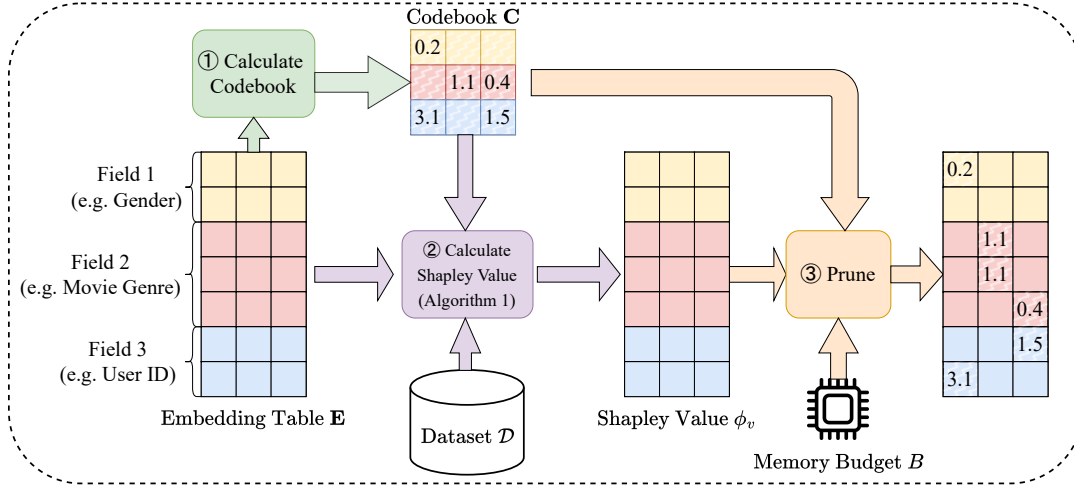 Codebook C
① Calculate
Codebook
0.2
1.1 0.4
3.1 1.5
Field 1
(e.g. Gender)
Field 2
(e.g. Movie Genre)
Field 3
(e.g. User ID)
Embedding Table E
② Calculate
Shapley Value
(Algorithm 1)
Dataset 𝒟
Shapley Value ϕᵥ
③ Prune
Memory Budget B
0.2
1.1
1.1
0.4
1.5
3.1